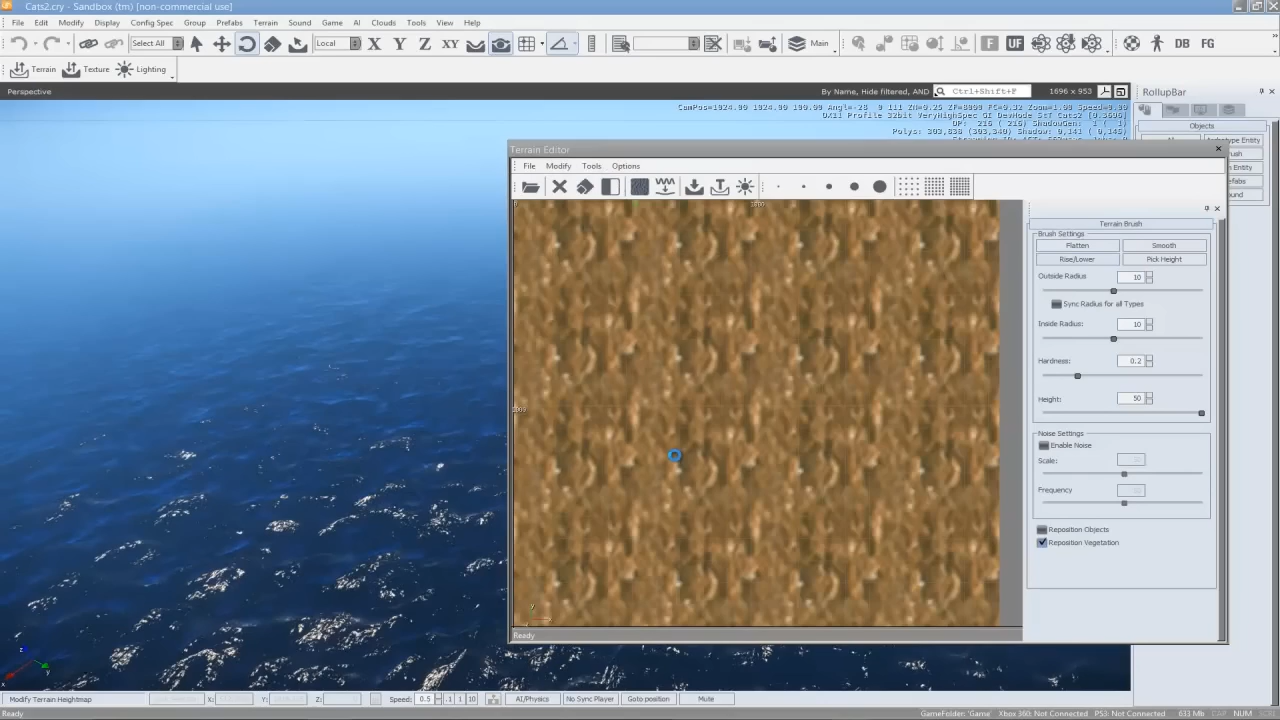 Cats2.cry - Sandbox (tm) [non-commercial use]
File Edit Modify Display Config Spec Group Prefabs Terrain Sound Game AI Clouds Tools View Help
Select All Local X Y Z XY Main F UF DB FG
Terrain Texture Lighting
Perspective By Name, Hide filtered, AND Ctrl+Shift+F 1696 x 953
RollupBar
Objects
Terrain Editor
File Modify Tools Options
Terrain Brush
Brush Settings
Flatten Smooth
Rise/Lower Pick Height
Outside Radius 10
Sync Radius for all Types
Inside Radius: 10
Hardness: 0.2
Height: 50
Noise Settings
Enable Noise
Scale:
Frequency
Reposition Objects
Reposition Vegetation
Ready
Modify Terrain Heightmap X: Y: Z: Speed: 0.5 .1 1 10 AI/Physics No Sync Player Goto position Mute
Ready GameFolder: 'Game' Xbox 360: Not Connected PS3: Not Connected 633 Mb CAP NUM